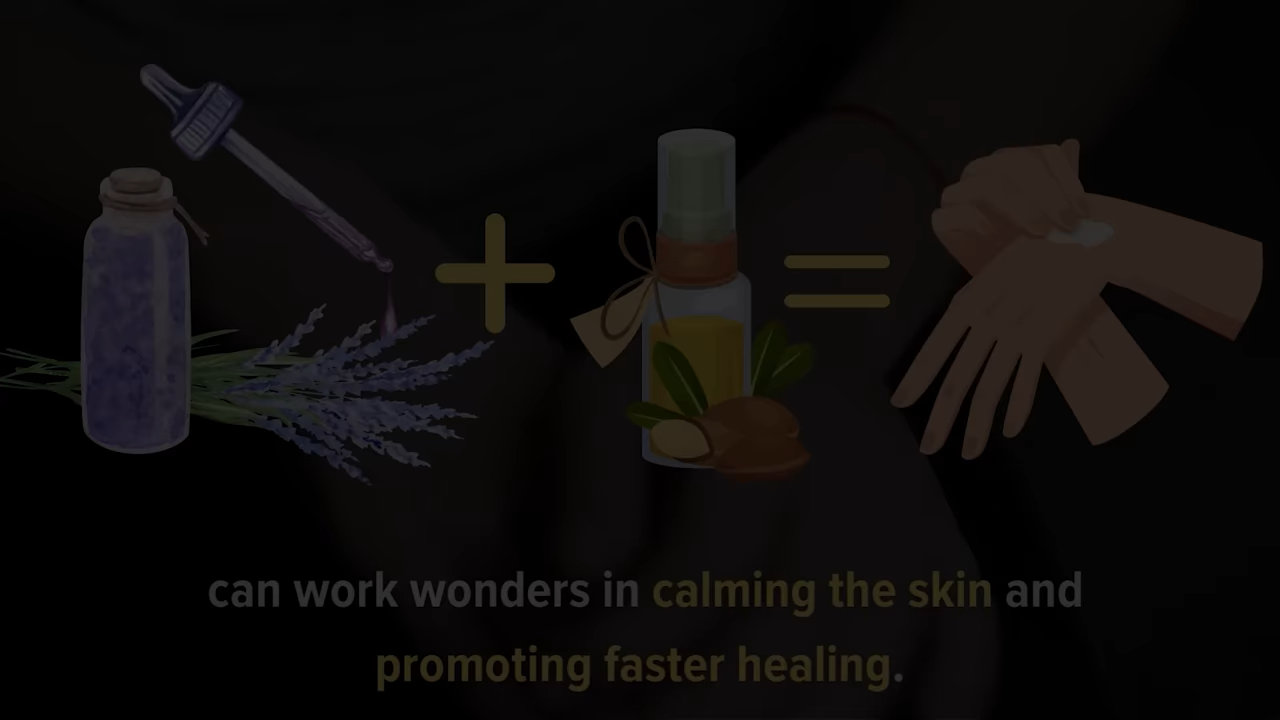 can work wonders in calming the skin and
promoting faster healing.